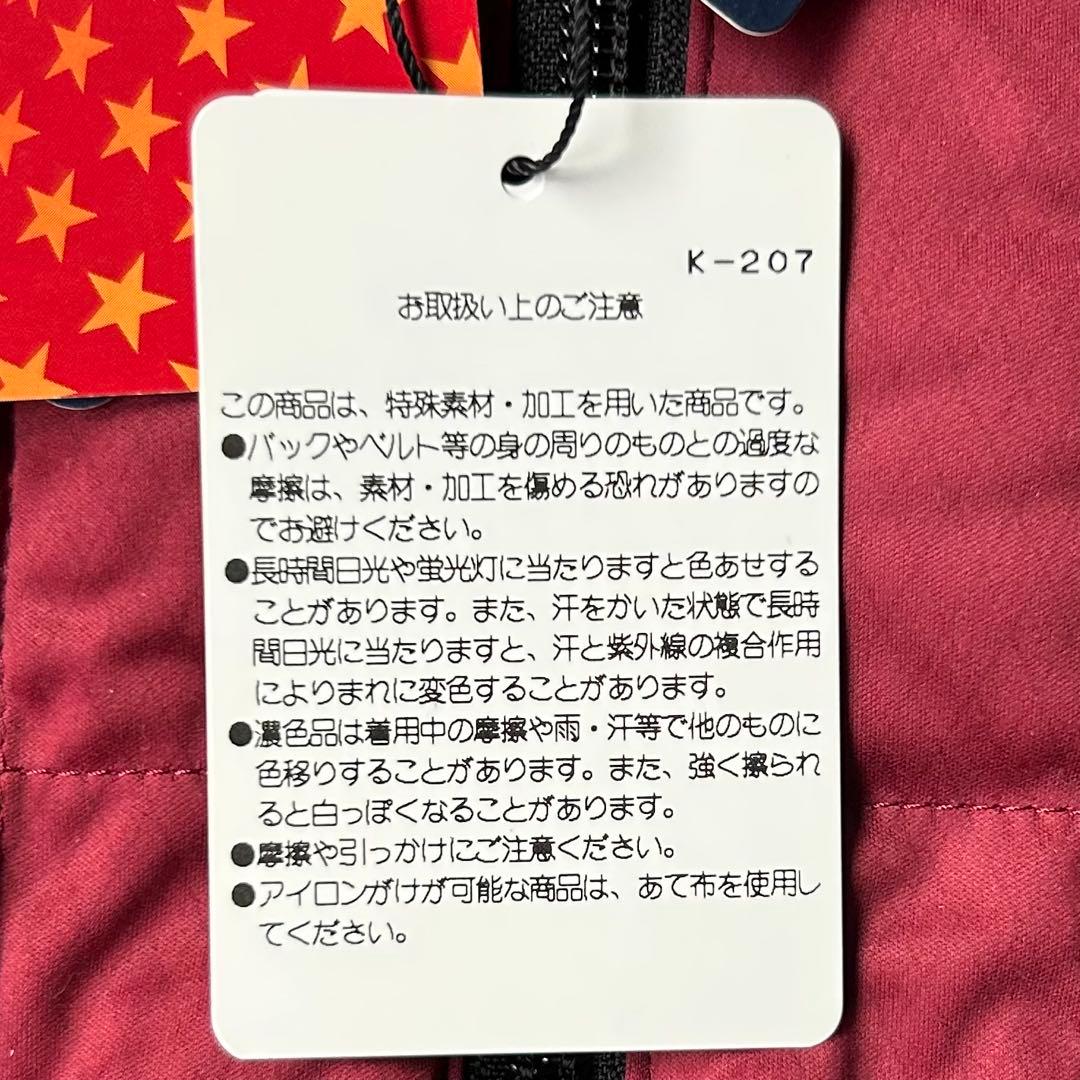 K-207
お取扱い上のご注意
この商品は、特殊素材・加工を用いた商品です。
●バックやベルト等の身の周りのものとの過度な
摩擦は、素材・加工を傷める恐れがありますの
でお避けください。
●長時間日光や蛍光灯に当たりますと色あせする
ことがあります。また、汗をかいた状態で長時
間日光に当たりますと、汗と紫外線の複合作用
によりまれに変色することがあります。
●濃色品は着用中の摩擦や雨・汗等で他のものに
色移りすることがあります。また、強く擦られ
ると白っぽくなることがあります。
●摩擦や引っかけにご注意ください。
●アイロンがけが可能な商品は、あて布を使用し
てください。